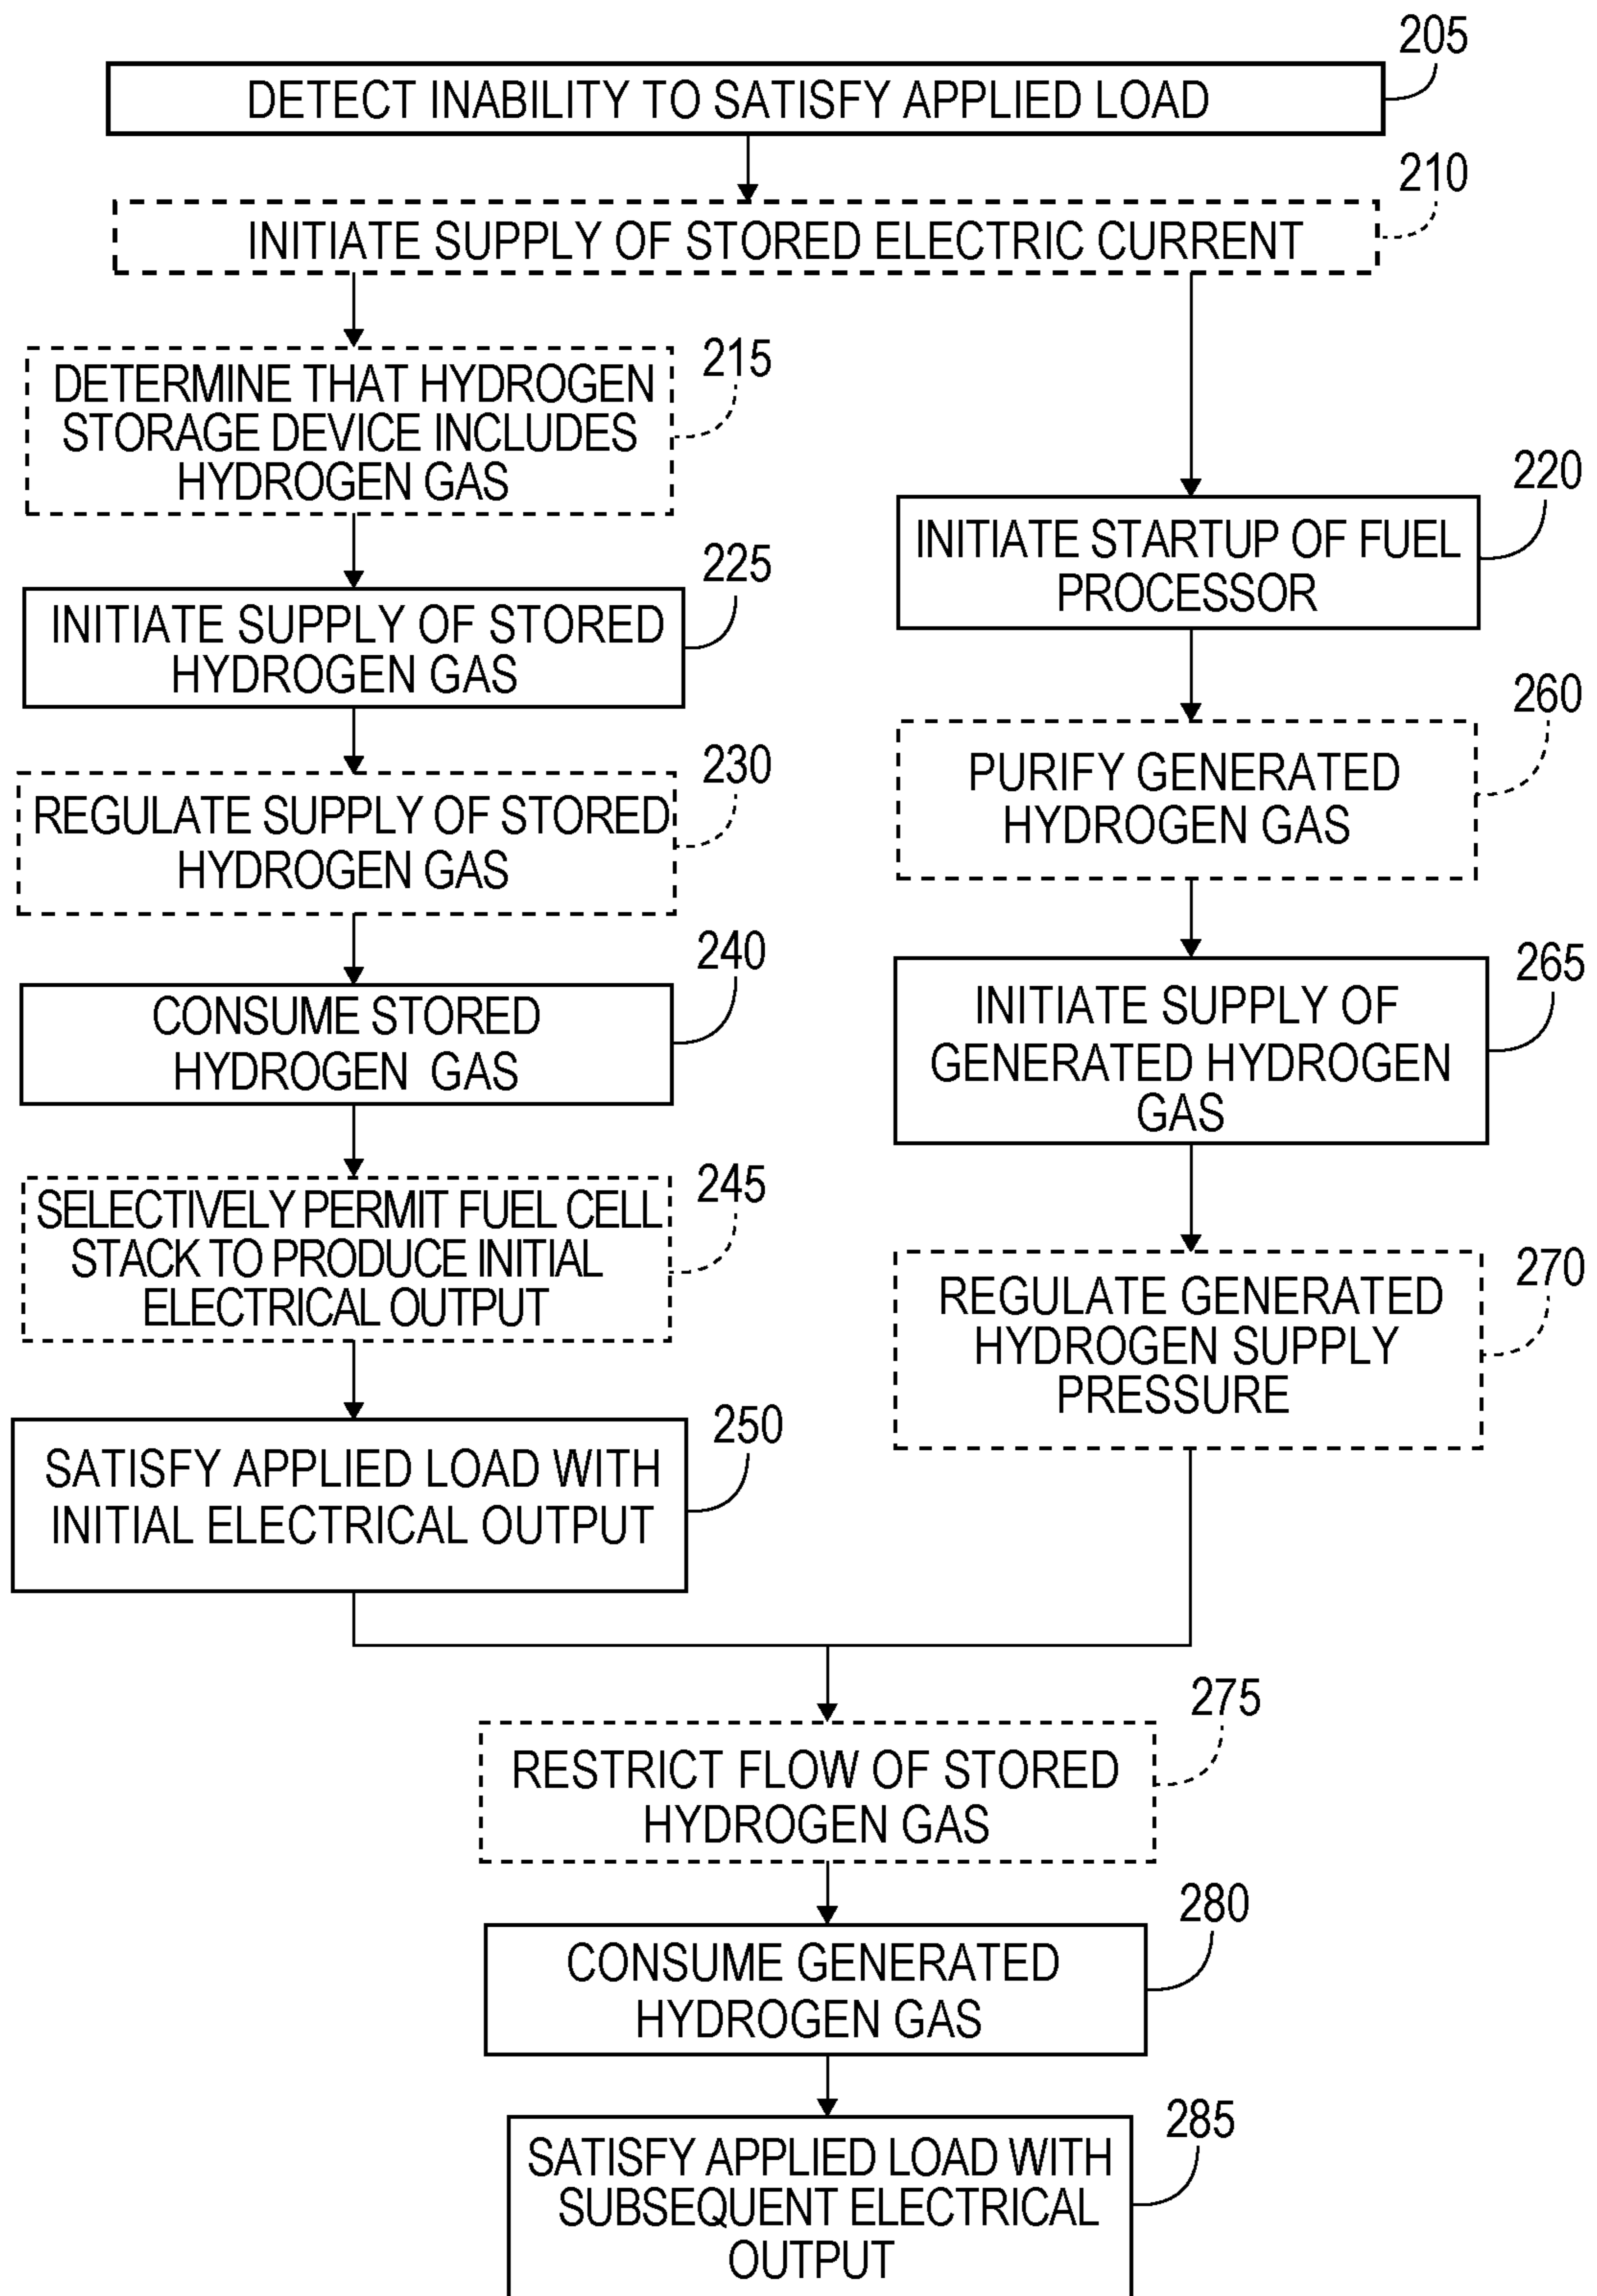 205
DETECT INABILITY TO SATISFY APPLIED LOAD
210
INITIATE SUPPLY OF STORED ELECTRIC CURRENT
215
DETERMINE THAT HYDROGEN
STORAGE DEVICE INCLUDES
HYDROGEN GAS
220
INITIATE STARTUP OF FUEL
PROCESSOR
225
INITIATE SUPPLY OF STORED
HYDROGEN GAS
260
PURIFY GENERATED
HYDROGEN GAS
230
REGULATE SUPPLY OF STORED
HYDROGEN GAS
240
CONSUME STORED
HYDROGEN GAS
265
INITIATE SUPPLY OF
GENERATED HYDROGEN
GAS
245
SELECTIVELY PERMIT FUEL CELL
STACK TO PRODUCE INITIAL
ELECTRICAL OUTPUT
270
REGULATE GENERATED
HYDROGEN SUPPLY
PRESSURE
250
SATISFY APPLIED LOAD WITH
INITIAL ELECTRICAL OUTPUT
275
RESTRICT FLOW OF STORED
HYDROGEN GAS
280
CONSUME GENERATED
HYDROGEN GAS
285
SATISFY APPLIED LOAD WITH
SUBSEQUENT ELECTRICAL
OUTPUT